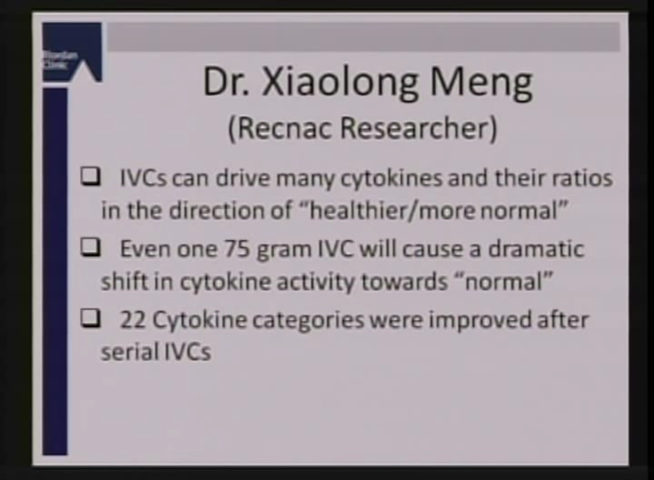 Riordan
Clinic
Dr. Xiaolong Meng
(Recnac Researcher)
IVCs can drive many cytokines and their ratios
in the direction of “healthier/more normal”
Even one 75 gram IVC will cause a dramatic
shift in cytokine activity towards “normal”
22 Cytokine categories were improved after
serial IVCs